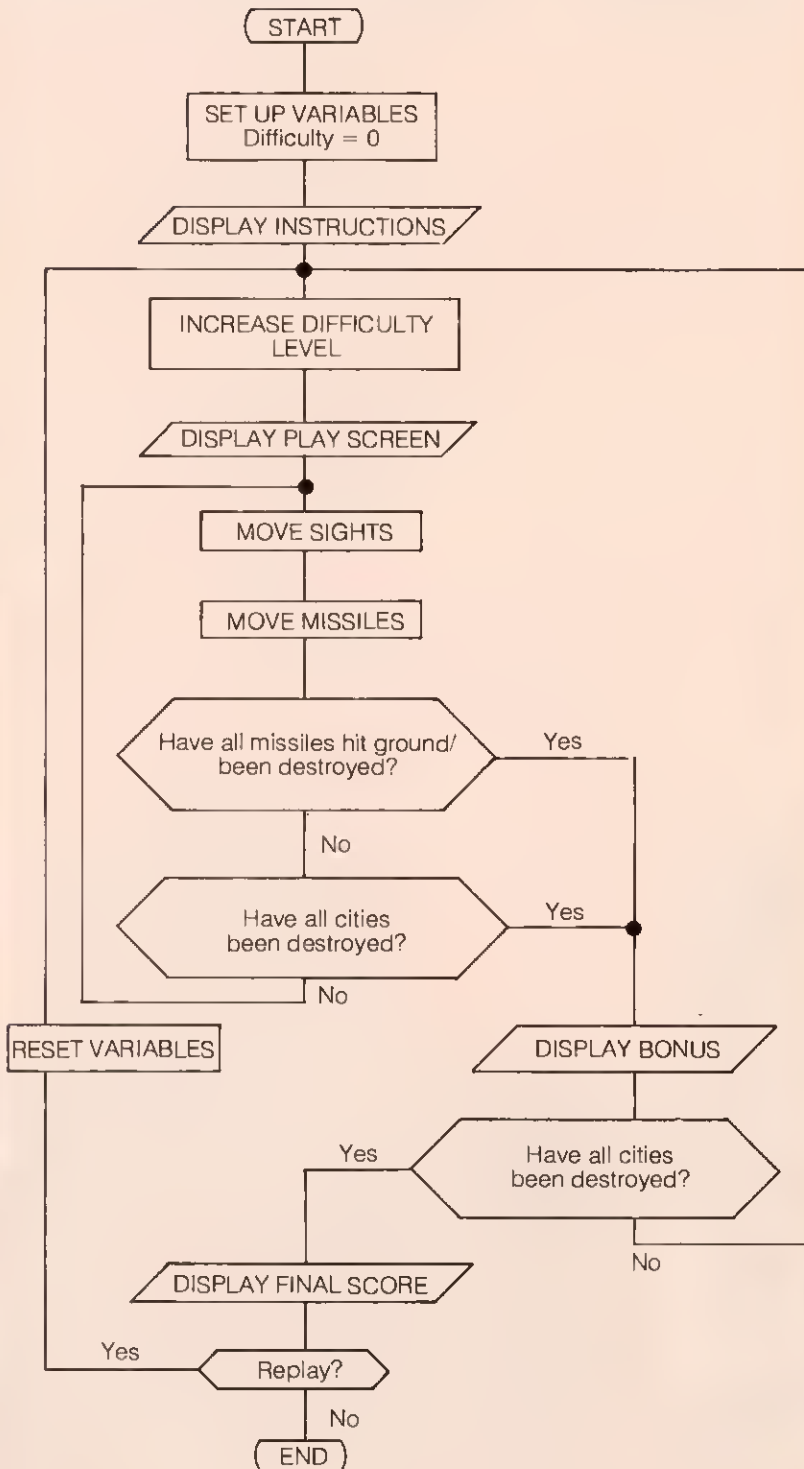 START
SET UP VARIABLES
Difficulty = 0
DISPLAY INSTRUCTIONS
INCREASE DIFFICULTY
LEVEL
DISPLAY PLAY SCREEN
MOVE SIGHTS
MOVE MISSILES
Have all missiles hit ground/
been destroyed?
Yes
No
Have all cities
been destroyed?
Yes
No
RESET VARIABLES
DISPLAY BONUS
Have all cities
been destroyed?
Yes
No
DISPLAY FINAL SCORE
Yes
Replay?
No
END